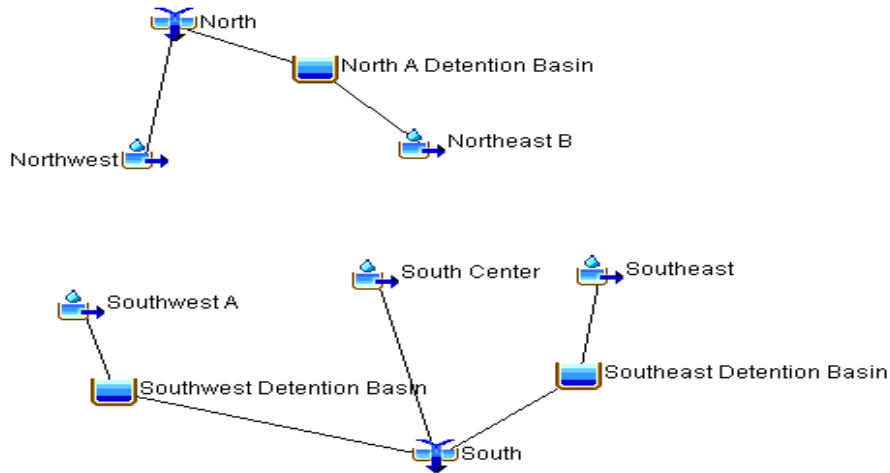 North
North A Detention Basin
Northeast B
Northwest
South Center
Southeast
Southwest A
Southeast Detention Basin
Southwest Detention Basin
South